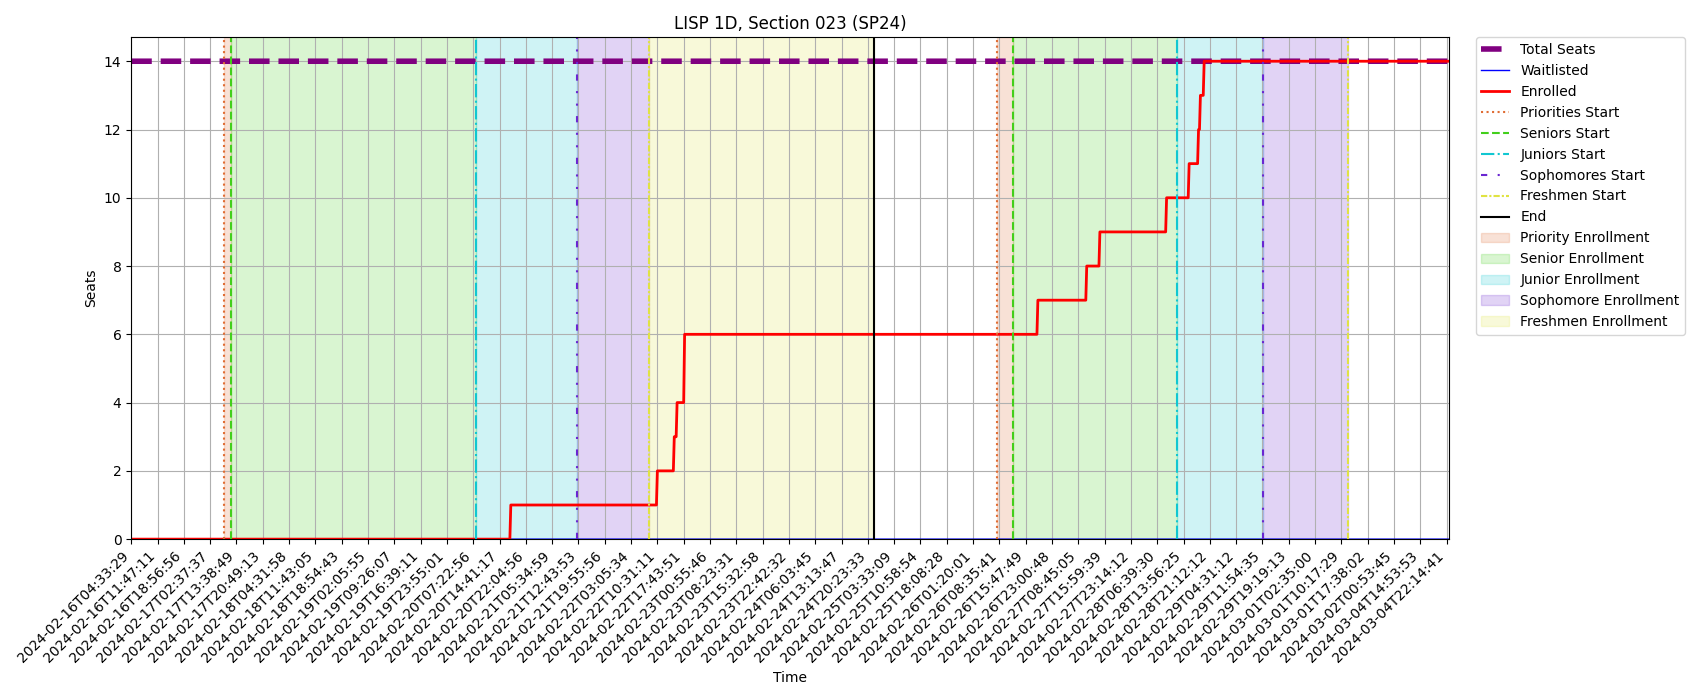 LISP 1D, Section 023 (SP24)
Total Seats
Waitlisted
Enrolled
Priorities Start
Seniors Start
Juniors Start
Sophomores Start
Freshmen Start
End
Priority Enrollment
Senior Enrollment
Junior Enrollment
Sophomore Enrollment
Freshmen Enrollment
Seats
14
12
10
8
6
4
2
0
2024-02-16T04:33:29
2024-02-16T11:47:11
2024-02-16T18:56:56
2024-02-17T02:37:37
2024-02-17T13:38:49
2024-02-17T20:49:13
2024-02-18T04:31:58
2024-02-18T11:43:05
2024-02-18T18:54:43
2024-02-19T02:05:55
2024-02-19T09:26:07
2024-02-19T16:39:11
2024-02-19T23:55:01
2024-02-20T07:22:56
2024-02-20T14:41:17
2024-02-20T22:04:56
2024-02-21T05:34:59
2024-02-21T12:43:53
2024-02-21T19:55:56
2024-02-22T03:05:34
2024-02-22T10:31:11
2024-02-22T17:43:51
2024-02-23T00:55:46
2024-02-23T08:23:31
2024-02-23T15:32:58
2024-02-23T22:42:32
2024-02-24T06:03:45
2024-02-24T13:13:47
2024-02-24T20:23:33
2024-02-25T03:33:09
2024-02-25T10:58:54
2024-02-25T18:08:28
2024-02-26T01:20:01
2024-02-26T08:35:41
2024-02-26T15:47:49
2024-02-26T23:00:48
2024-02-27T08:45:05
2024-02-27T15:59:39
2024-02-27T23:14:12
2024-02-28T06:39:30
2024-02-28T13:56:25
2024-02-28T21:12:12
2024-02-29T04:31:12
2024-02-29T11:54:35
2024-02-29T19:19:13
2024-03-01T02:35:00
2024-03-01T10:17:29
2024-03-01T17:38:02
2024-03-02T00:53:45
2024-03-04T14:53:53
2024-03-04T22:14:41
Time